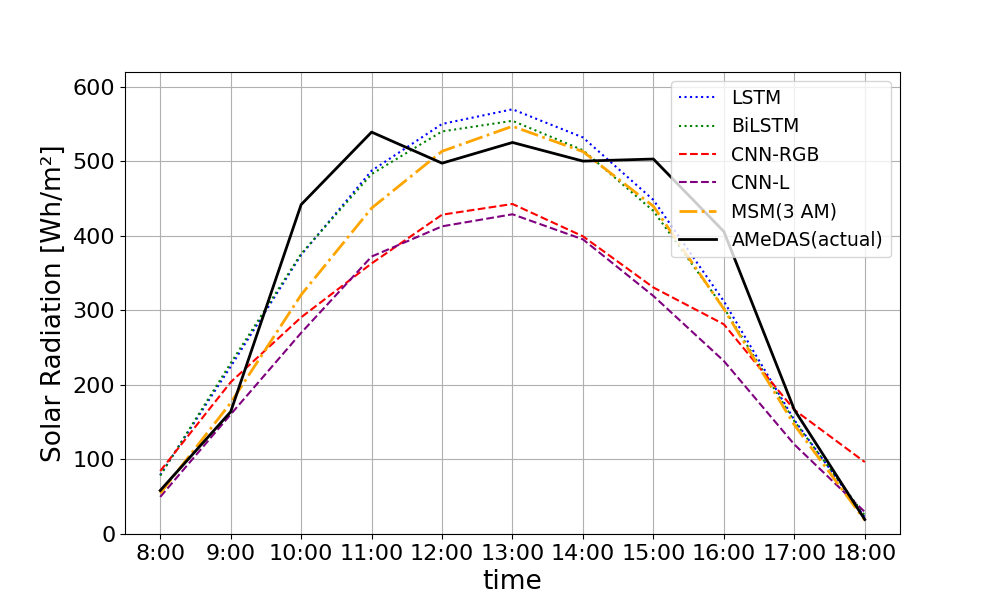 600
500
400
300
200
100
0
Solar Radiation [Wh/m²]
LSTM
BiLSTM
CNN-RGB
CNN-L
MSM(3 AM)
AMeDAS(actual)
8:00 9:00 10:00 11:00 12:00 13:00 14:00 15:00 16:00 17:00 18:00
time